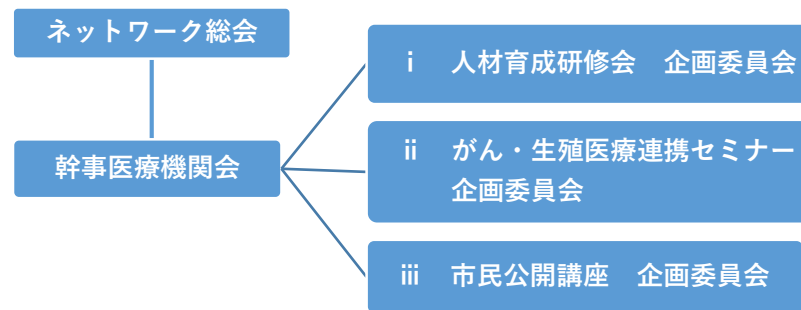 ネットワーク総会
幹事医療機関会
ⅰ　人材育成研修会　企画委員会
ⅱ　がん・生殖医療連携セミナー
企画委員会
ⅲ　市民公開講座　企画委員会